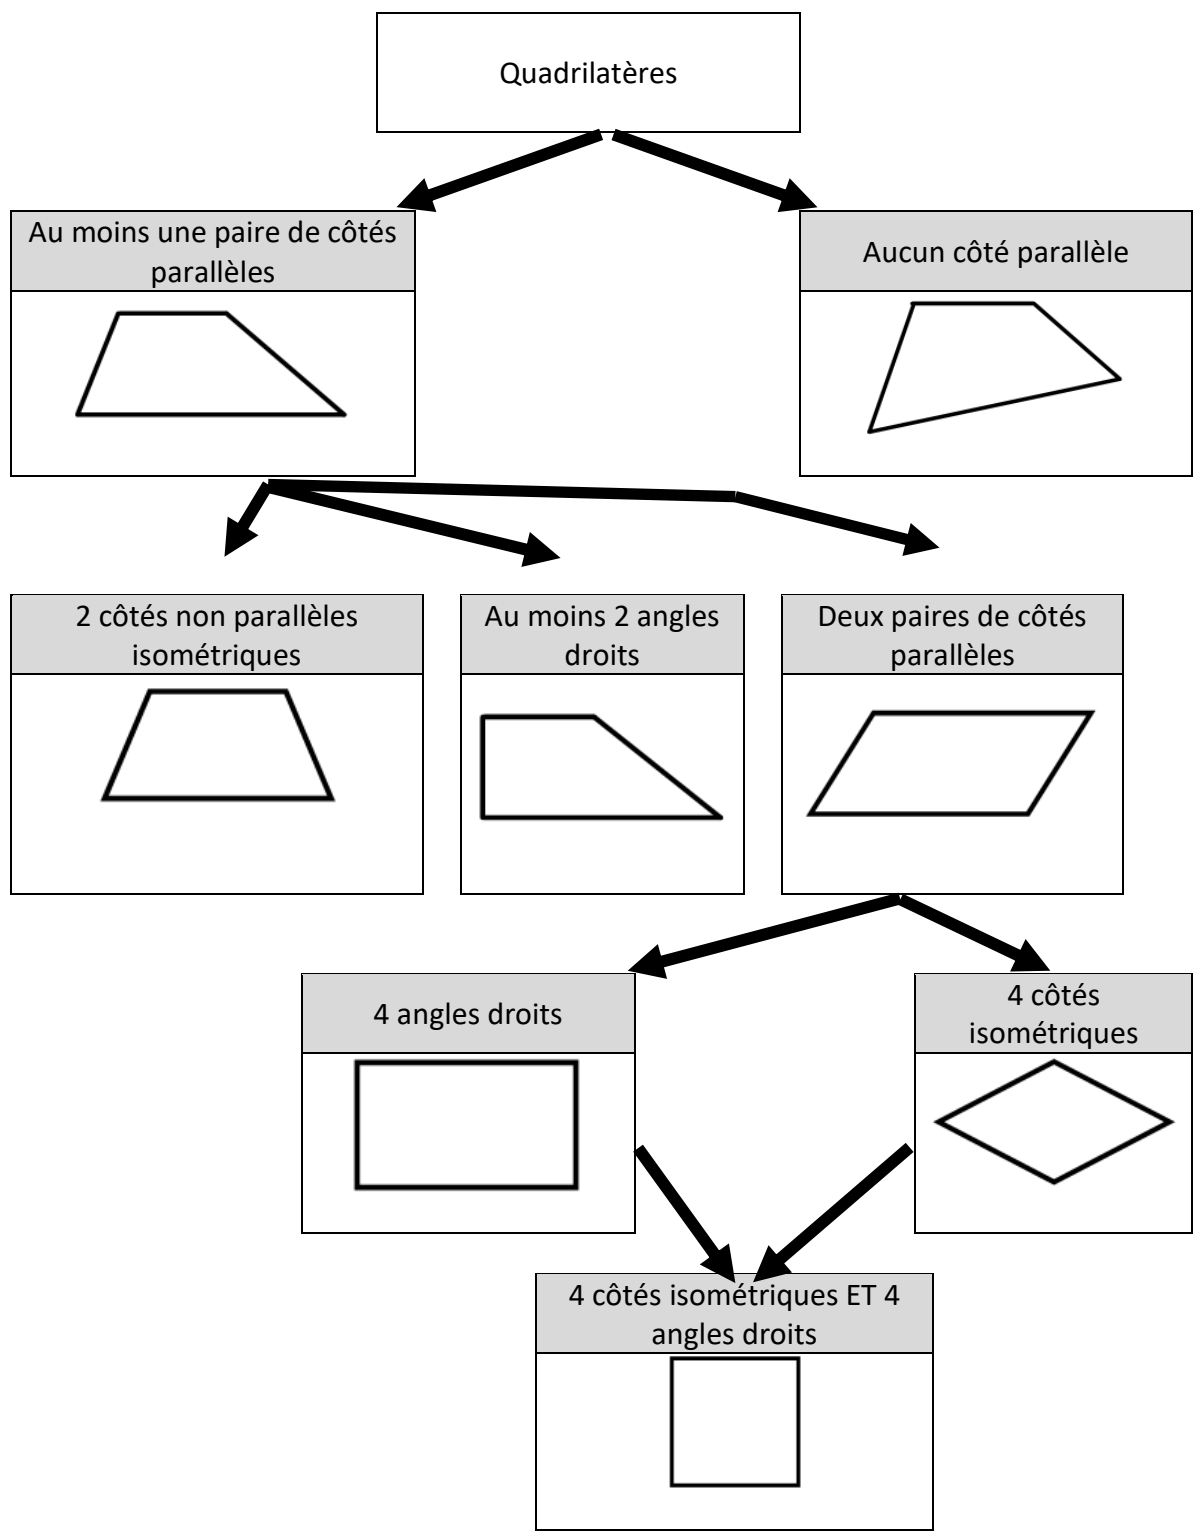 Quadrilatères
Au moins une paire de côtés
parallèles
Aucun côté parallèle
2 côtés non parallèles
isométriques
Au moins 2 angles
droits
Deux paires de côtés
parallèles
4 angles droits
4 côtés
isométriques
4 côtés isométriques ET 4
angles droits